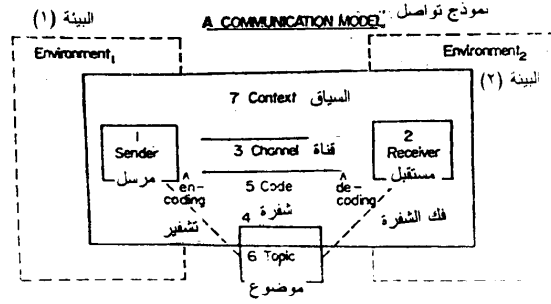 نموذج تواصل "
A COMMUNICATION MODEL
البيئة (١)
Environment1
Environment2
البيئة (٢)
7 Context السياق
1
Sender
مرسل
3 Channel قناة
2
Receiver
مستقبل
en-
coding
5 Code
de-
coding
شفرة 4
تشفير
فك الشفرة
6 Topic
موضوع